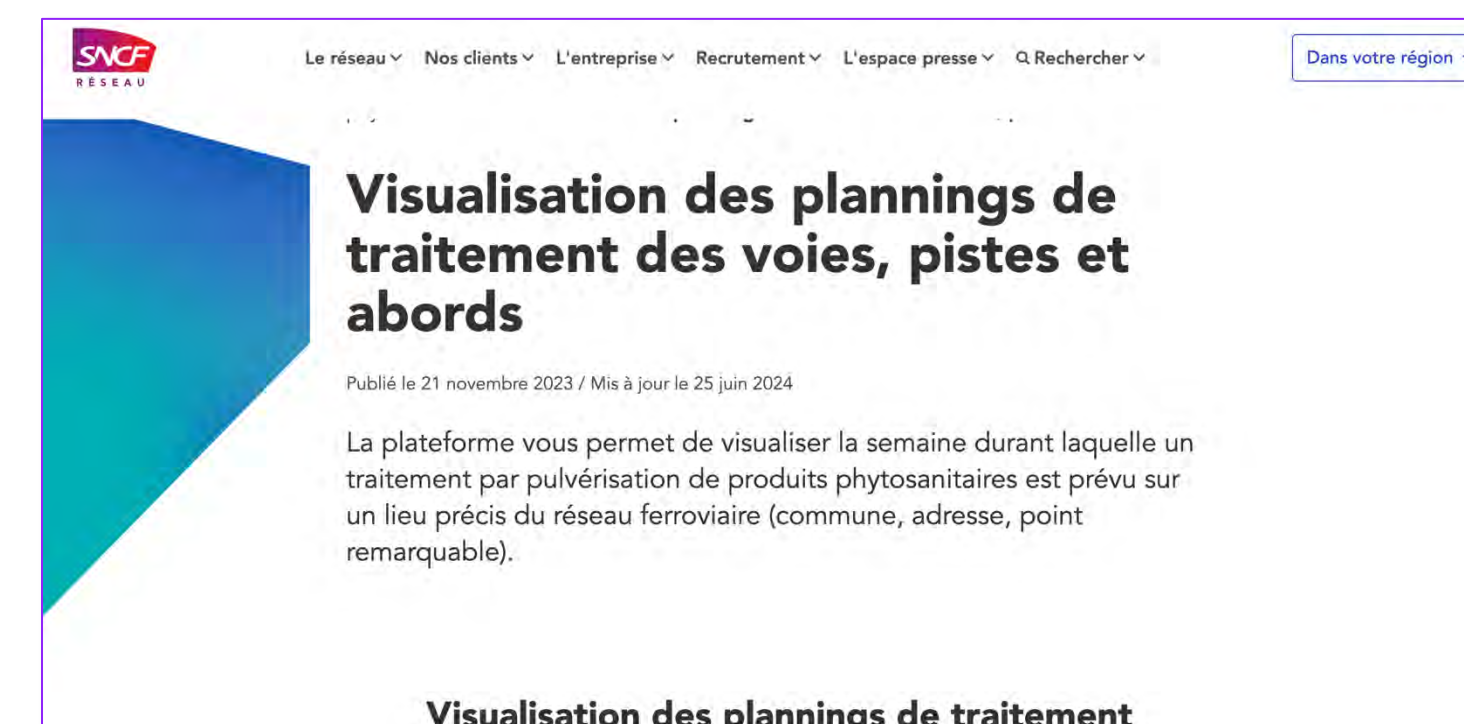 SNCF
RÉSEAU
Le réseau Nos clients L'entreprise Recrutement L'espace presse Rechercher
Dans votre région
Visualisation des plannings de
traitement des voies, pistes et
abords
Publié le 21 novembre 2023 / Mis à jour le 25 juin 2024
La plateforme vous permet de visualiser la semaine durant laquelle un
traitement par pulvérisation de produits phytosanitaires est prévu sur
un lieu précis du réseau ferroviaire (commune, adresse, point
remarquable).
Visualisation des plannings de traitement